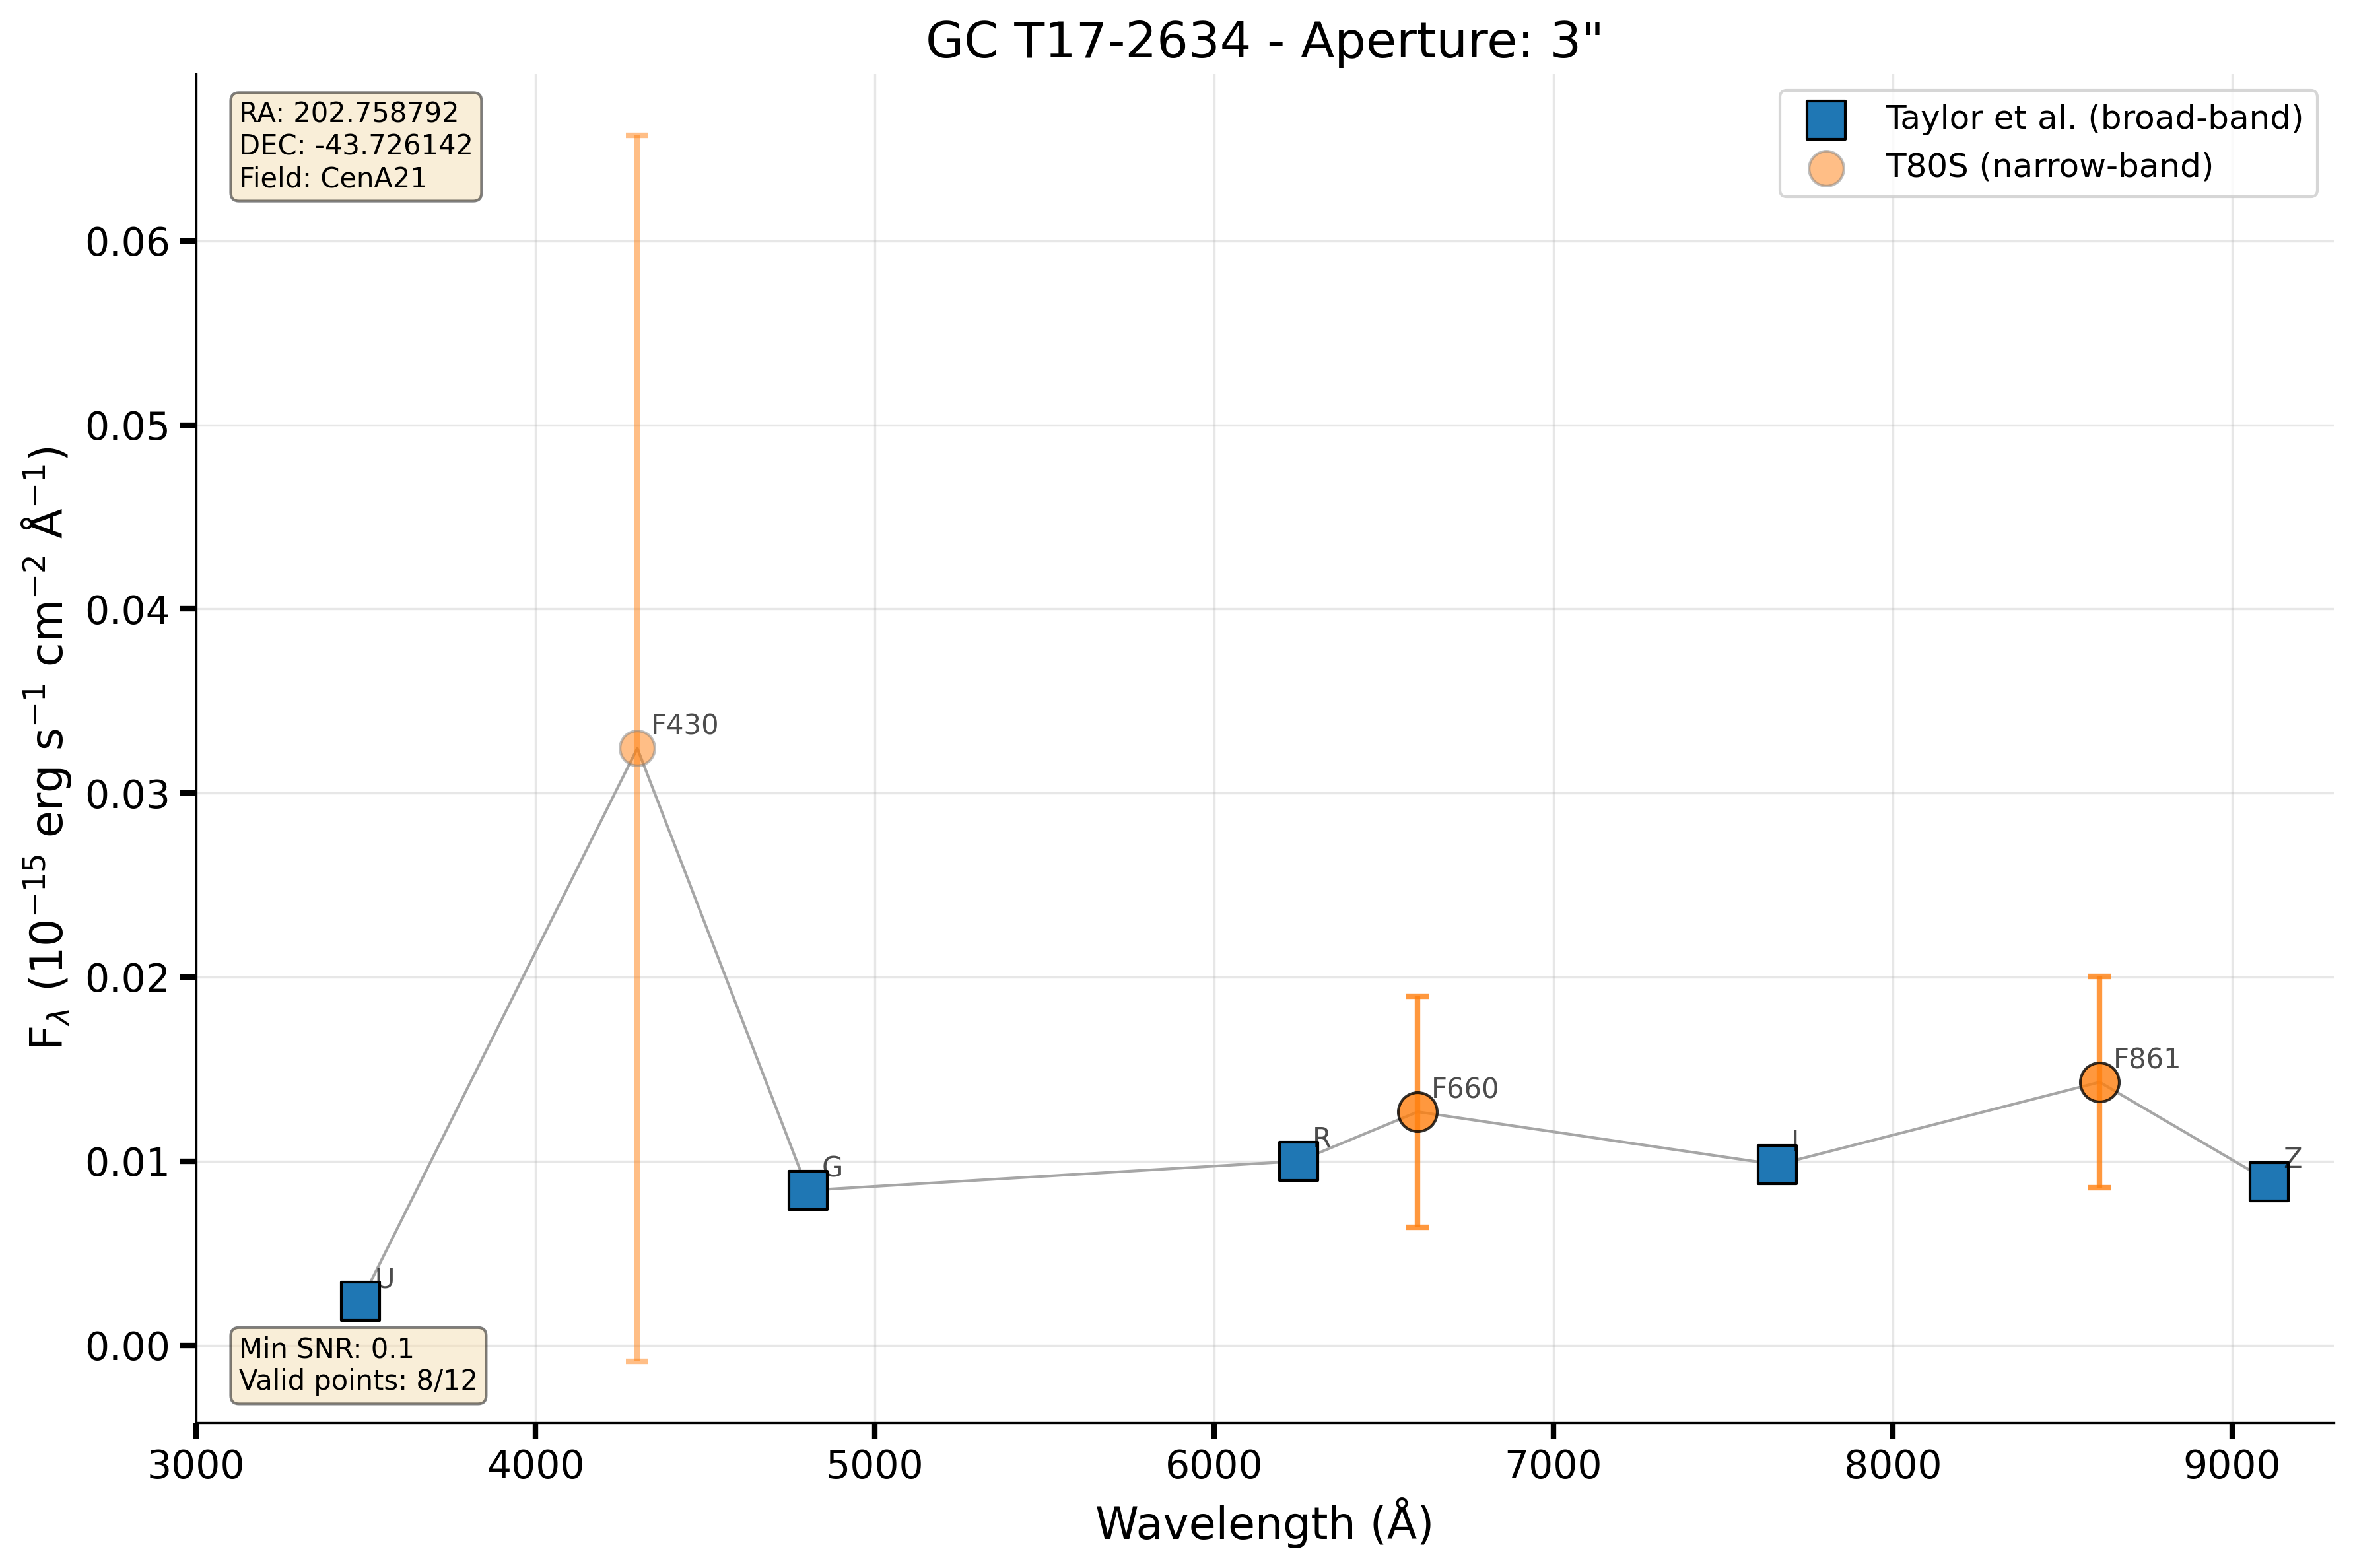 GC T17-2634 - Aperture: 3"
RA: 202.758792
DEC: -43.726142
Field: CenA21
Taylor et al. (broad-band)
T80S (narrow-band)
0.06
0.05
0.04
0.03
0.02
0.01
0.00
F_λ (10⁻¹⁵ erg s⁻¹ cm⁻² Å⁻¹)
F430
F861
F660
R
I
G
Z
U
Min SNR: 0.1
Valid points: 8/12
3000 4000 5000 6000 7000 8000 9000
Wavelength (Å)